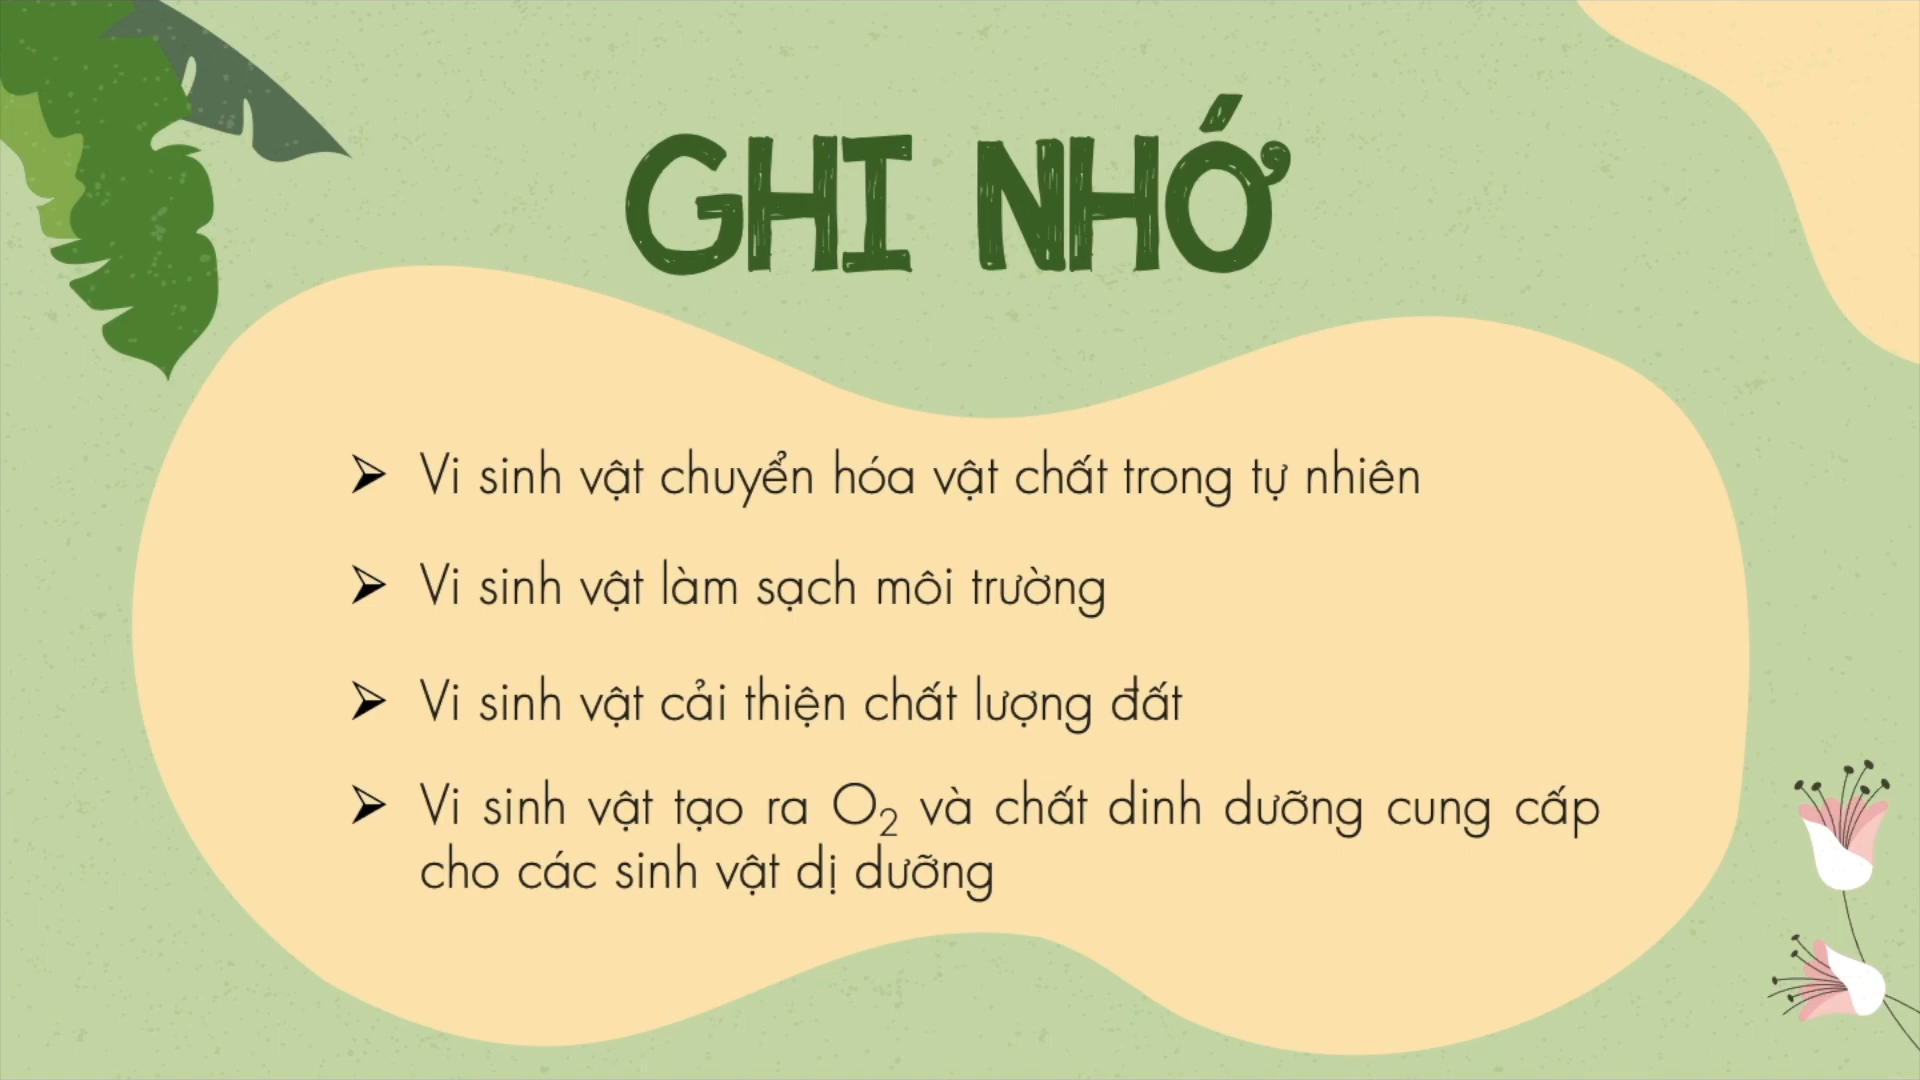 GHI NHỚ
➢ Vi sinh vật chuyển hóa vật chất trong tự nhiên
➢ Vi sinh vật làm sạch môi trường
➢ Vi sinh vật cải thiện chất lượng đất
➢ Vi sinh vật tạo ra O₂ và chất dinh dưỡng cung cấp
cho các sinh vật dị dưỡng